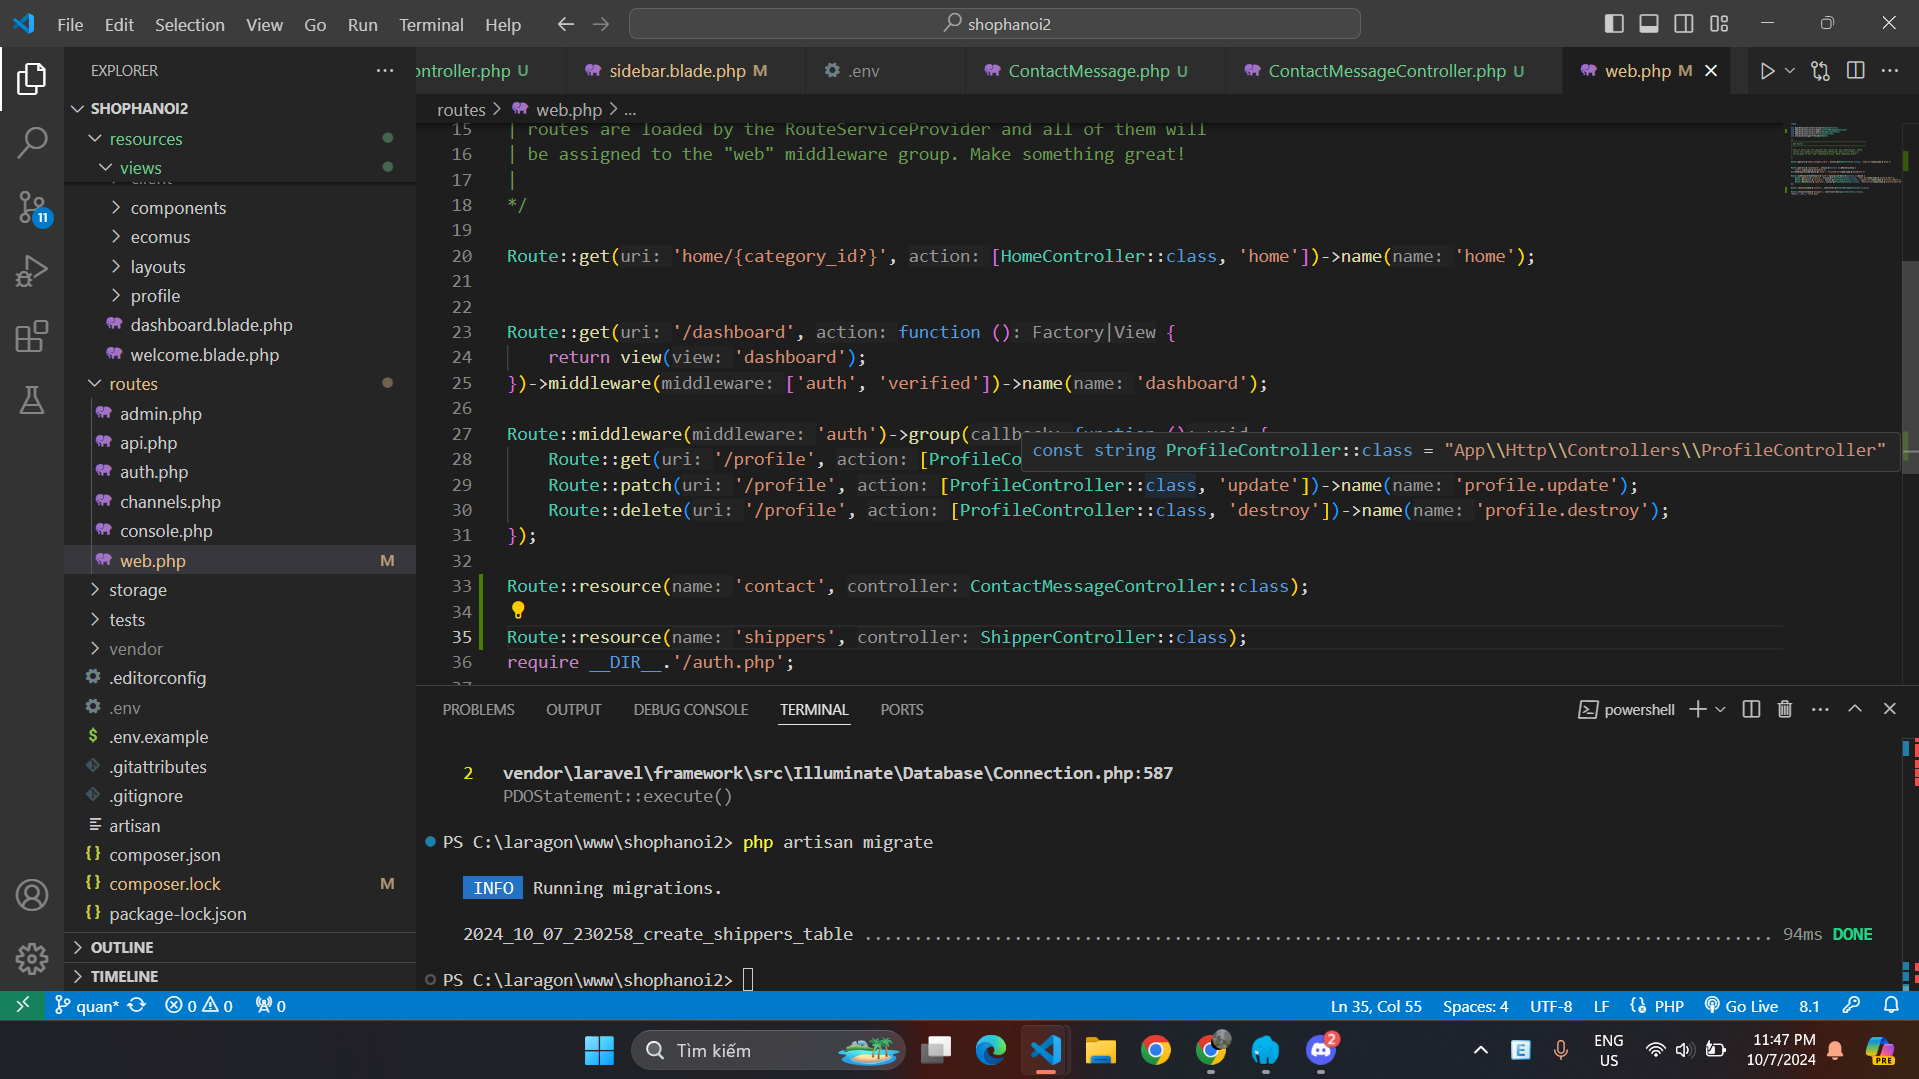 File Edit Selection View Go Run Terminal Help
shophanoi2
EXPLORER
SHOPHANOI2
resources
views
components
ecomus
layouts
profile
dashboard.blade.php
welcome.blade.php
routes
admin.php
api.php
auth.php
channels.php
console.php
web.php M
storage
tests
vendor
.editorconfig
.env
$ .env.example
.gitattributes
.gitignore
artisan
{} composer.json
{} composer.lock M
{} package-lock.json
OUTLINE
TIMELINE
11
ontroller.php U
sidebar.blade.php M
.env
ContactMessage.php U
ContactMessageController.php U
web.php M
routes > web.php > ...
15 | routes are loaded by the RouteServiceProvider and all of them will
16 | be assigned to the "web" middleware group. Make something great!
17 |
18 */
19
20 Route::get(uri: 'home/{category_id?}', action: [HomeController::class, 'home'])->name(name: 'home');
21
22
23 Route::get(uri: '/dashboard', action: function (): Factory|View {
24 return view(view: 'dashboard');
25 })->middleware(middleware: ['auth', 'verified'])->name(name: 'dashboard');
26
27 Route::middleware(middleware: 'auth')->group(callback: function (): void {
const string ProfileController::class = "App\\Http\\Controllers\\ProfileController"
28 Route::get(uri: '/profile', action: [ProfileCo
29 Route::patch(uri: '/profile', action: [ProfileController::class, 'update'])->name(name: 'profile.update');
30 Route::delete(uri: '/profile', action: [ProfileController::class, 'destroy'])->name(name: 'profile.destroy');
31 });
32
33 Route::resource(name: 'contact', controller: ContactMessageController::class);
34
35 Route::resource(name: 'shippers', controller: ShipperController::class);
36 require __DIR__.'/auth.php';
PROBLEMS OUTPUT DEBUG CONSOLE TERMINAL PORTS
powershell
2 vendor\laravel\framework\src\Illuminate\Database\Connection.php:587
PDOStatement::execute()
PS C:\laragon\www\shophanoi2> php artisan migrate
INFO Running migrations.
2024_10_07_230258_create_shippers_table ........................................................................................... 94ms DONE
PS C:\laragon\www\shophanoi2>
quan* 0 0 0
Ln 35, Col 55 Spaces: 4 UTF-8 LF {} PHP Go Live 8.1
Tìm kiếm
2
E
ENG
US
11:47 PM
10/7/2024
PRE